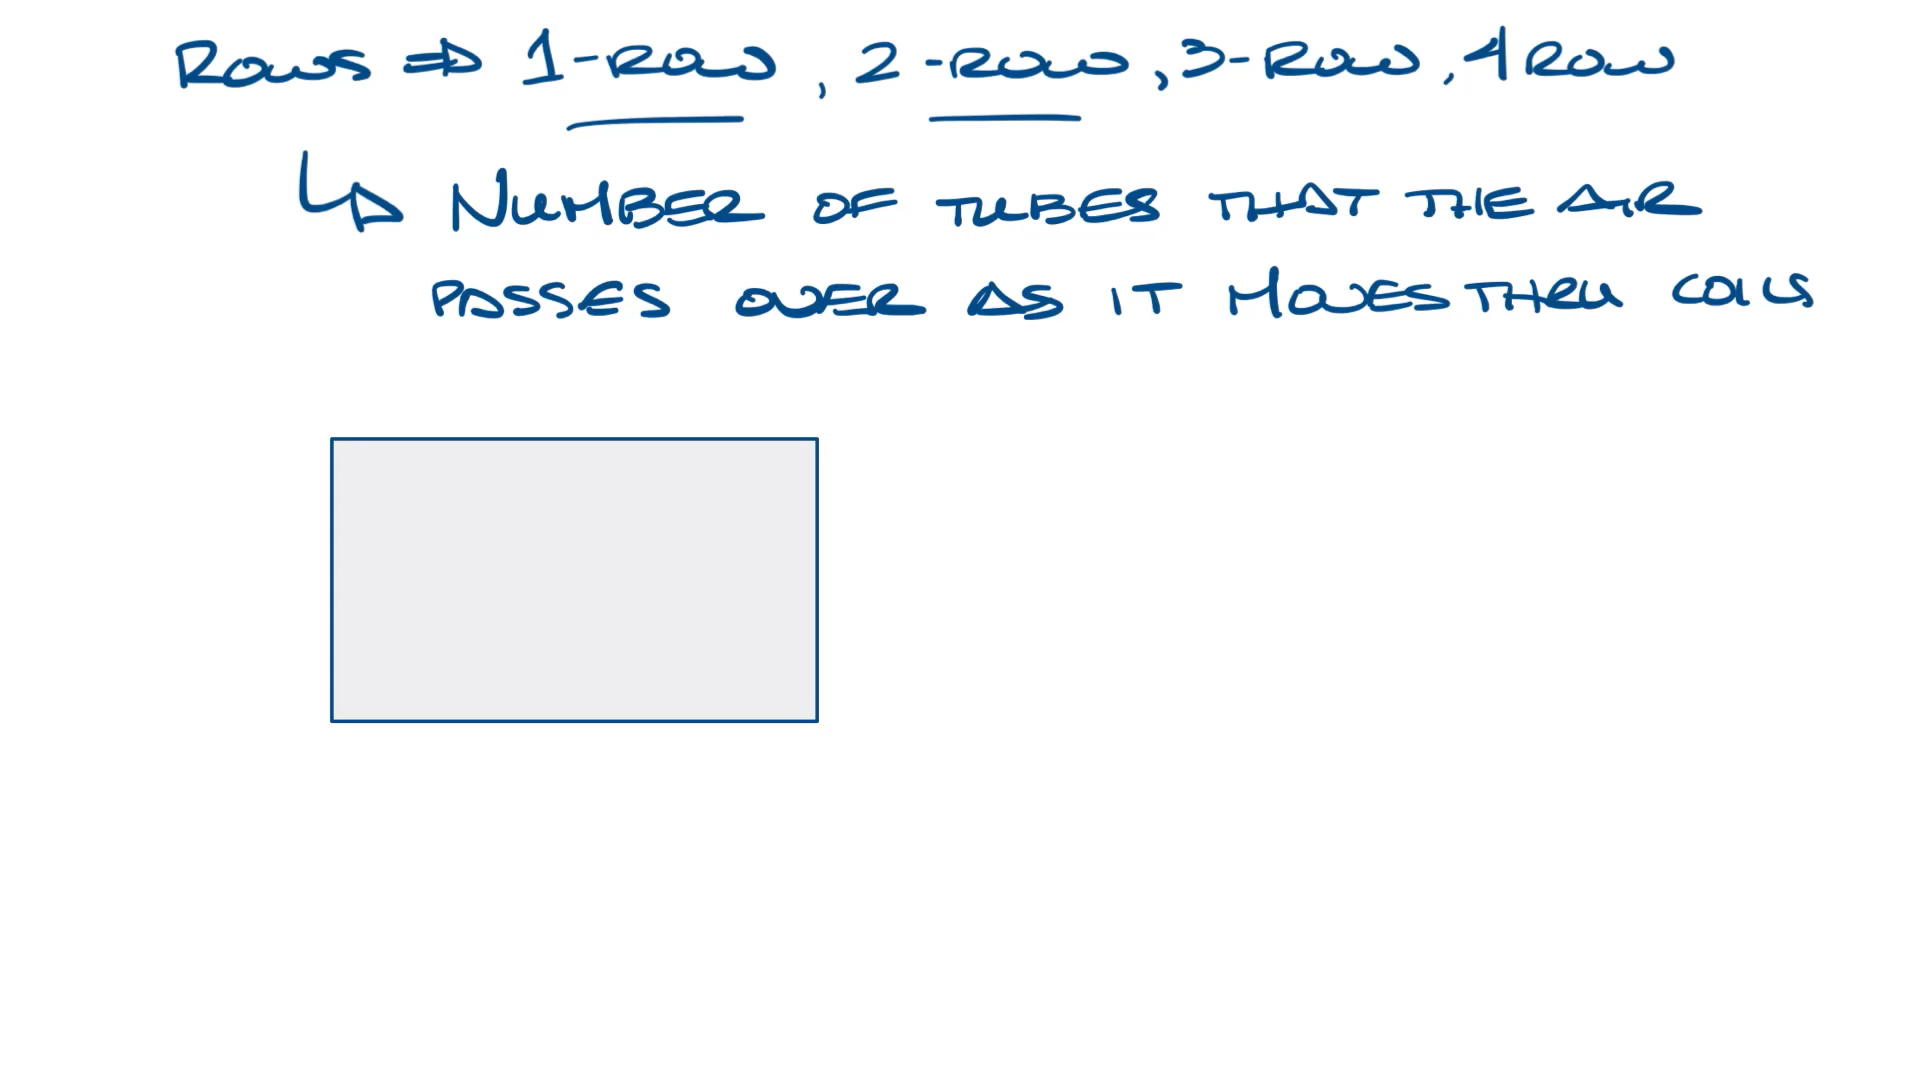 ROWS ⇒ 1-ROW, 2-ROW, 3-ROW, 4 ROW
↳ NUMBER OF TUBES THAT THE AIR
PASSES OVER AS IT MOVES THRU COILS